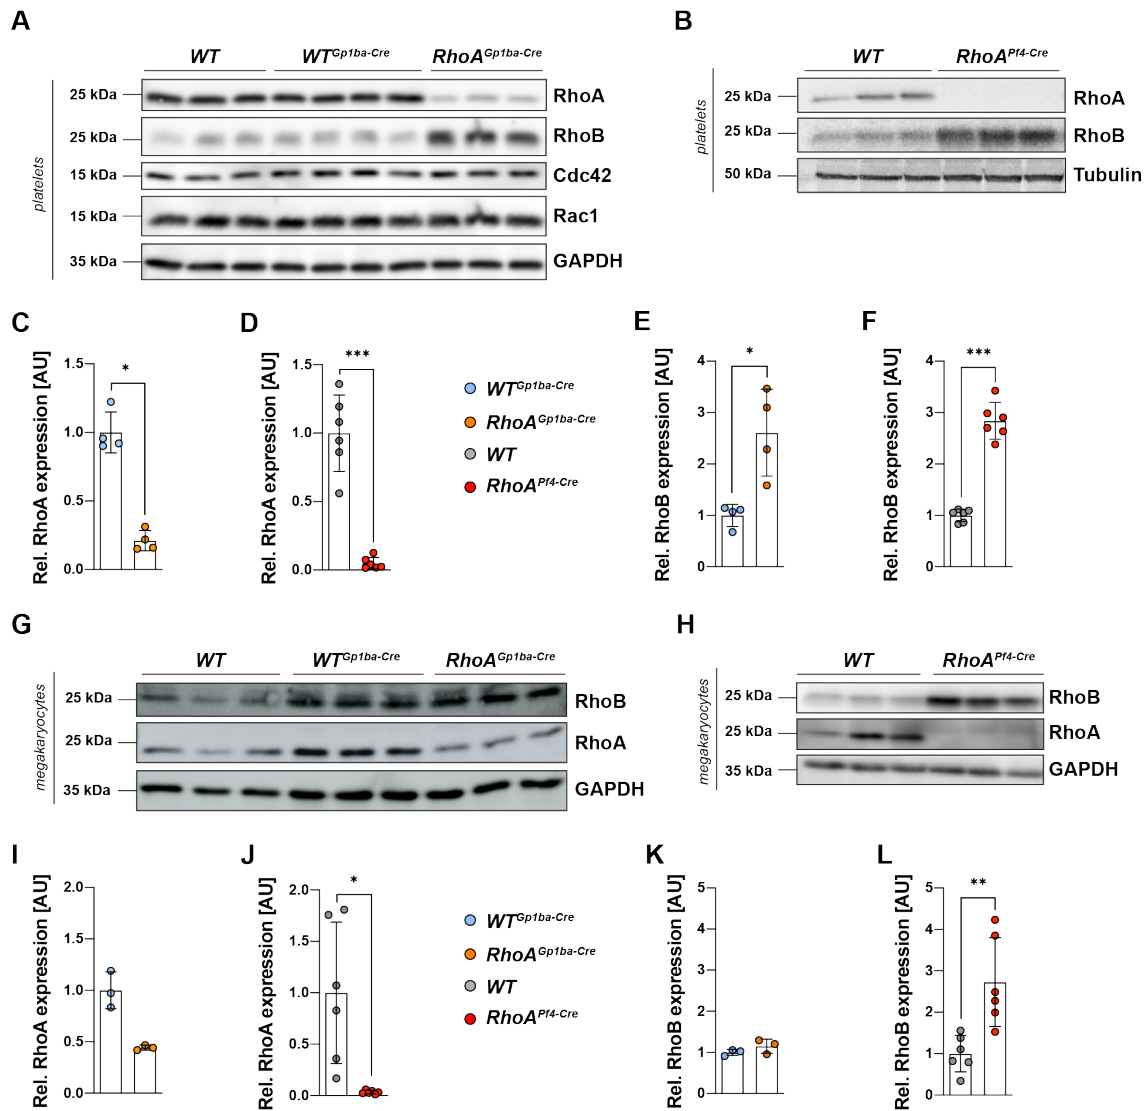 A
WT WT^Gp1ba-Cre RhoA^Gp1ba-Cre
platelets
25 kDa RhoA
25 kDa RhoB
15 kDa Cdc42
15 kDa Rac1
35 kDa GAPDH
B
WT RhoA^Pf4-Cre
platelets
25 kDa RhoA
25 kDa RhoB
50 kDa Tubulin
C
Rel. RhoA expression [AU]
1.5
1.0
0.5
0.0
*
D
Rel. RhoA expression [AU]
1.5
1.0
0.5
0.0
***
WT^Gp1ba-Cre
RhoA^Gp1ba-Cre
WT
RhoA^Pf4-Cre
E
Rel. RhoB expression [AU]
4
3
2
1
0
*
F
Rel. RhoB expression [AU]
4
3
2
1
0
***
G
WT WT^Gp1ba-Cre RhoA^Gp1ba-Cre
megakaryocytes
25 kDa RhoB
25 kDa RhoA
35 kDa GAPDH
H
WT RhoA^Pf4-Cre
megakaryocytes
25 kDa RhoB
25 kDa RhoA
35 kDa GAPDH
I
Rel. RhoA expression [AU]
2.0
1.5
1.0
0.5
0.0
J
Rel. RhoA expression [AU]
2.0
1.5
1.0
0.5
0.0
*
WT^Gp1ba-Cre
RhoA^Gp1ba-Cre
WT
RhoA^Pf4-Cre
K
Rel. RhoB expression [AU]
5
4
3
2
1
0
L
Rel. RhoB expression [AU]
5
4
3
2
1
0
**